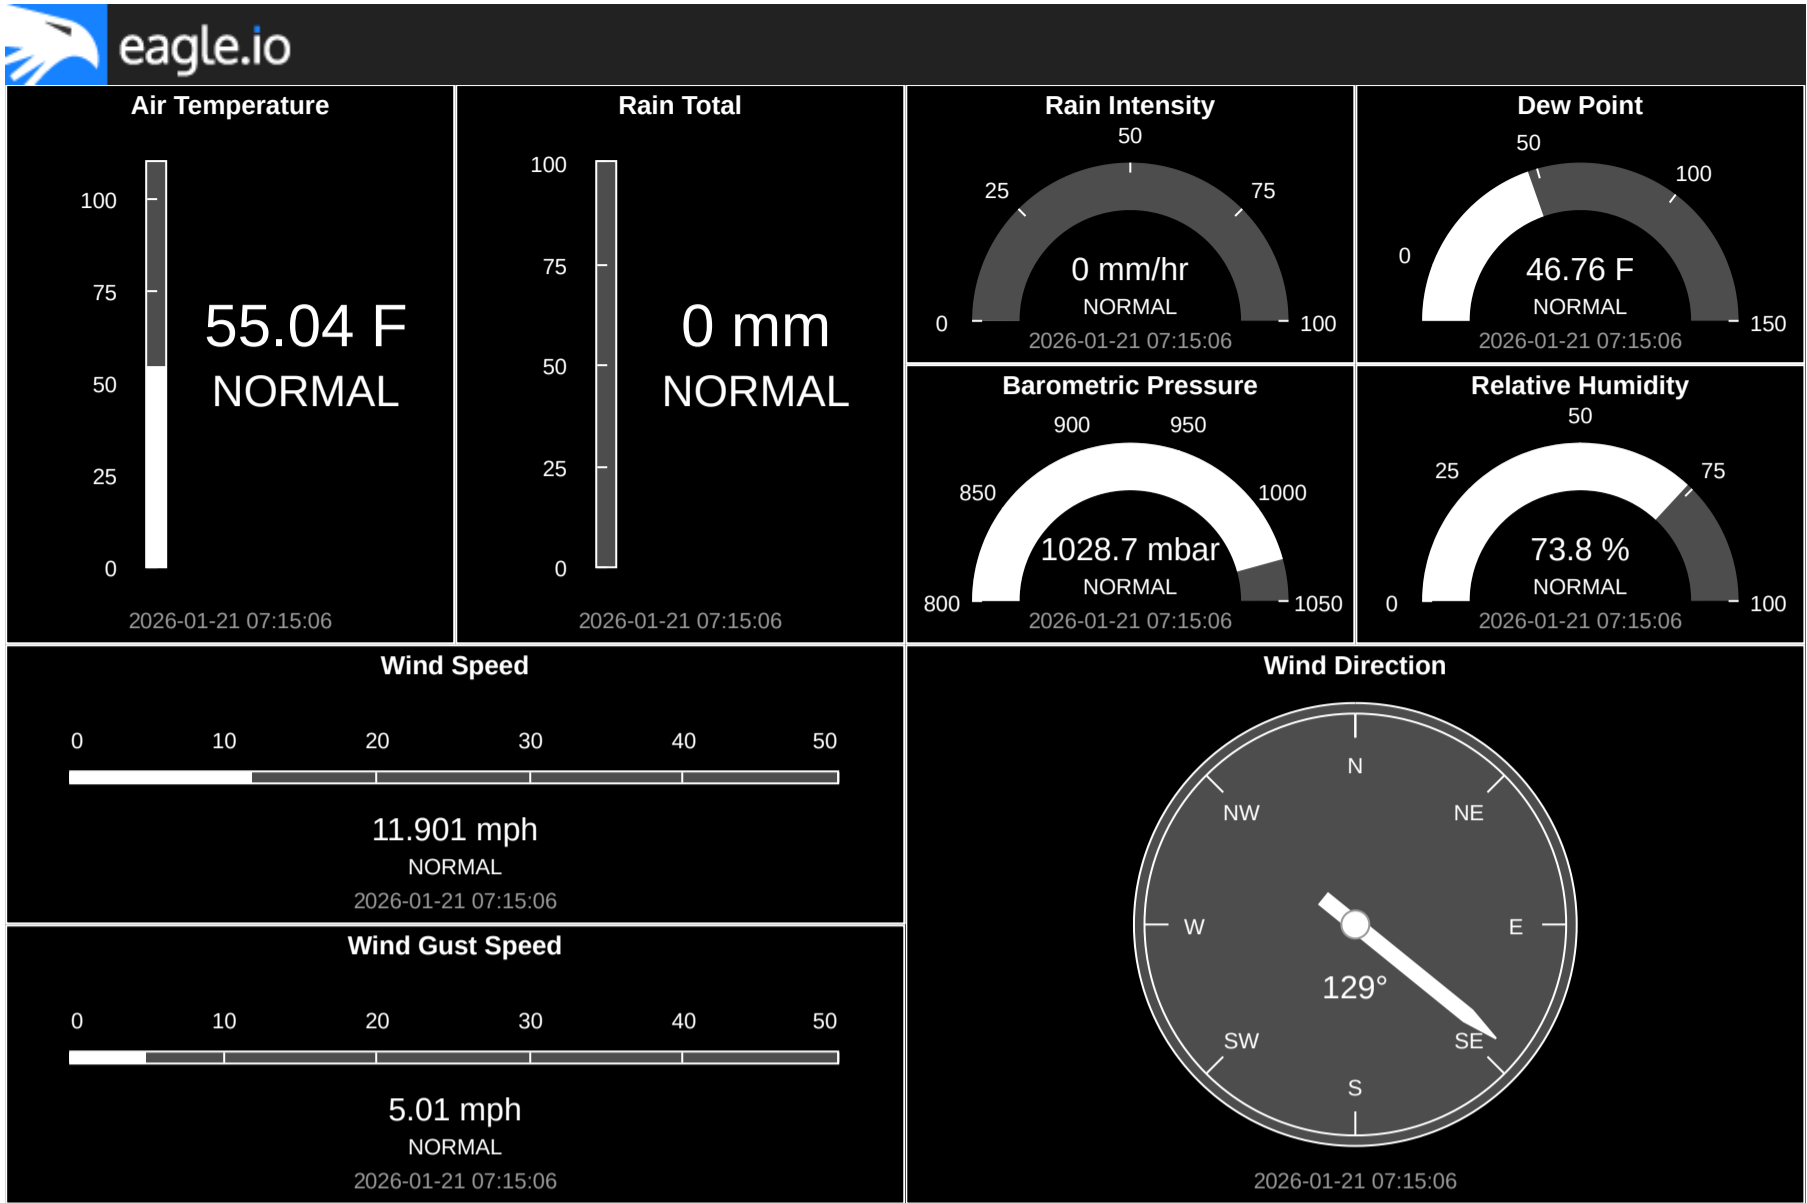 eagle.io
Air Temperature
100
75
50
25
0
55.04 F
NORMAL
2026-01-21 07:15:06
Rain Total
100
75
50
25
0
0 mm
NORMAL
2026-01-21 07:15:06
Rain Intensity
50
25
75
0
100
0 mm/hr
NORMAL
2026-01-21 07:15:06
Dew Point
50
100
0
150
46.76 F
NORMAL
2026-01-21 07:15:06
Barometric Pressure
900
950
850
1000
800
1050
1028.7 mbar
NORMAL
2026-01-21 07:15:06
Relative Humidity
50
25
75
0
100
73.8 %
NORMAL
2026-01-21 07:15:06
Wind Speed
0 10 20 30 40 50
11.901 mph
NORMAL
2026-01-21 07:15:06
Wind Gust Speed
0 10 20 30 40 50
5.01 mph
NORMAL
2026-01-21 07:15:06
Wind Direction
N
NW NE
W E
129°
SW SE
S
2026-01-21 07:15:06